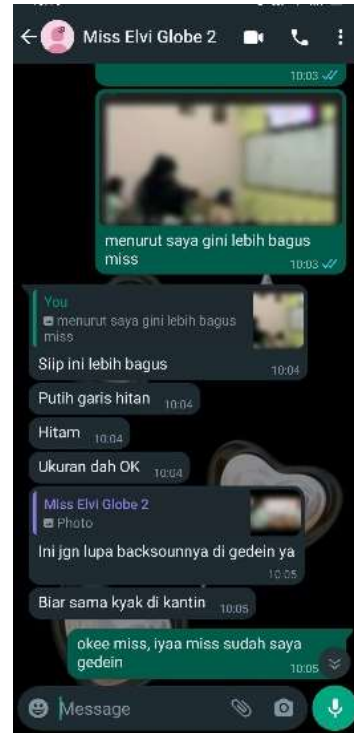 Miss Elvi Globe 2
10:03
menurut saya gini lebih bagus
miss
10:03
You
menurut saya gini lebih bagus
miss
Siip ini lebih bagus
10:04
Putih garis hitan 10:04
Hitam 10:04
Ukuran dah OK 10:04
Miss Elvi Globe 2
Photo
Ini jgn lupa backsounnya di gedein ya
10:05
Biar sama kyak di kantin 10:05
okee miss, iyaa miss sudah saya
gedein
10:05
Message